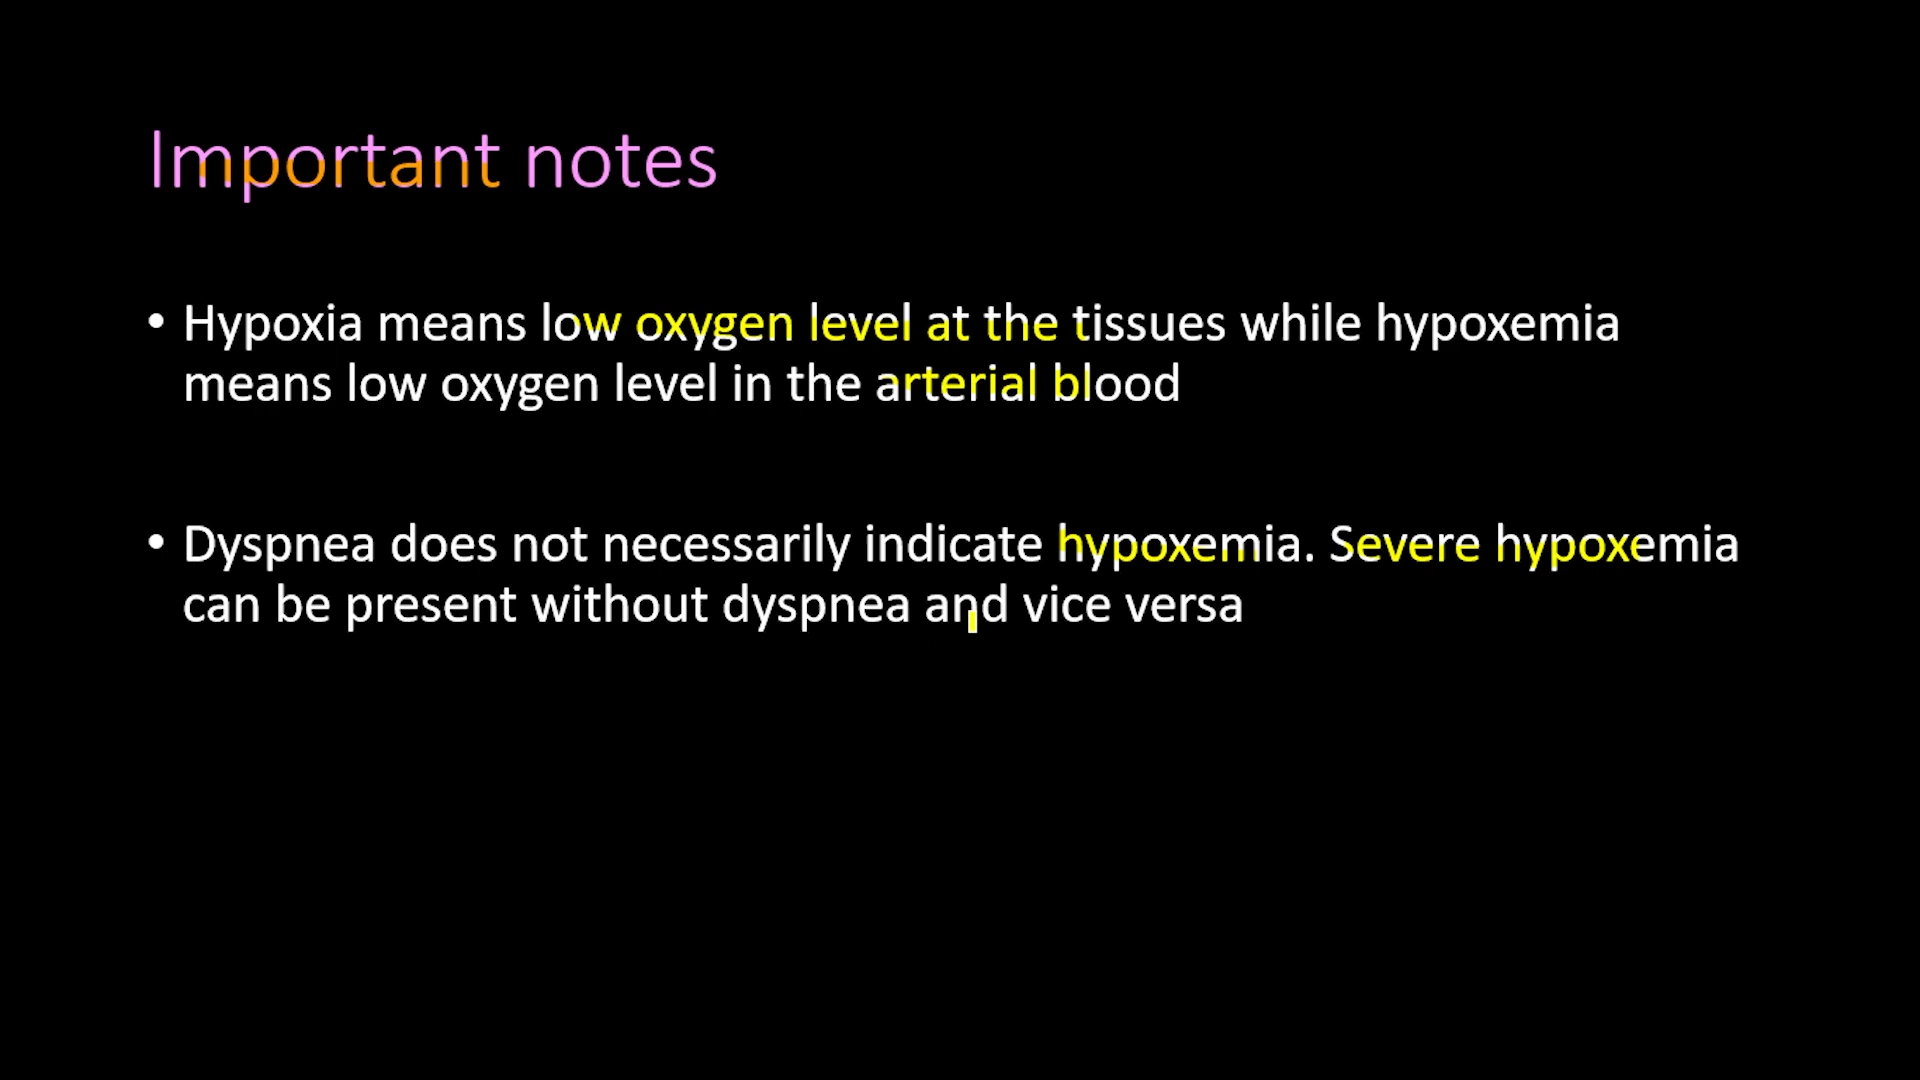 Important notes
• Hypoxia means low oxygen level at the tissues while hypoxemia
means low oxygen level in the arterial blood
• Dyspnea does not necessarily indicate hypoxemia. Severe hypoxemia
can be present without dyspnea and vice versa